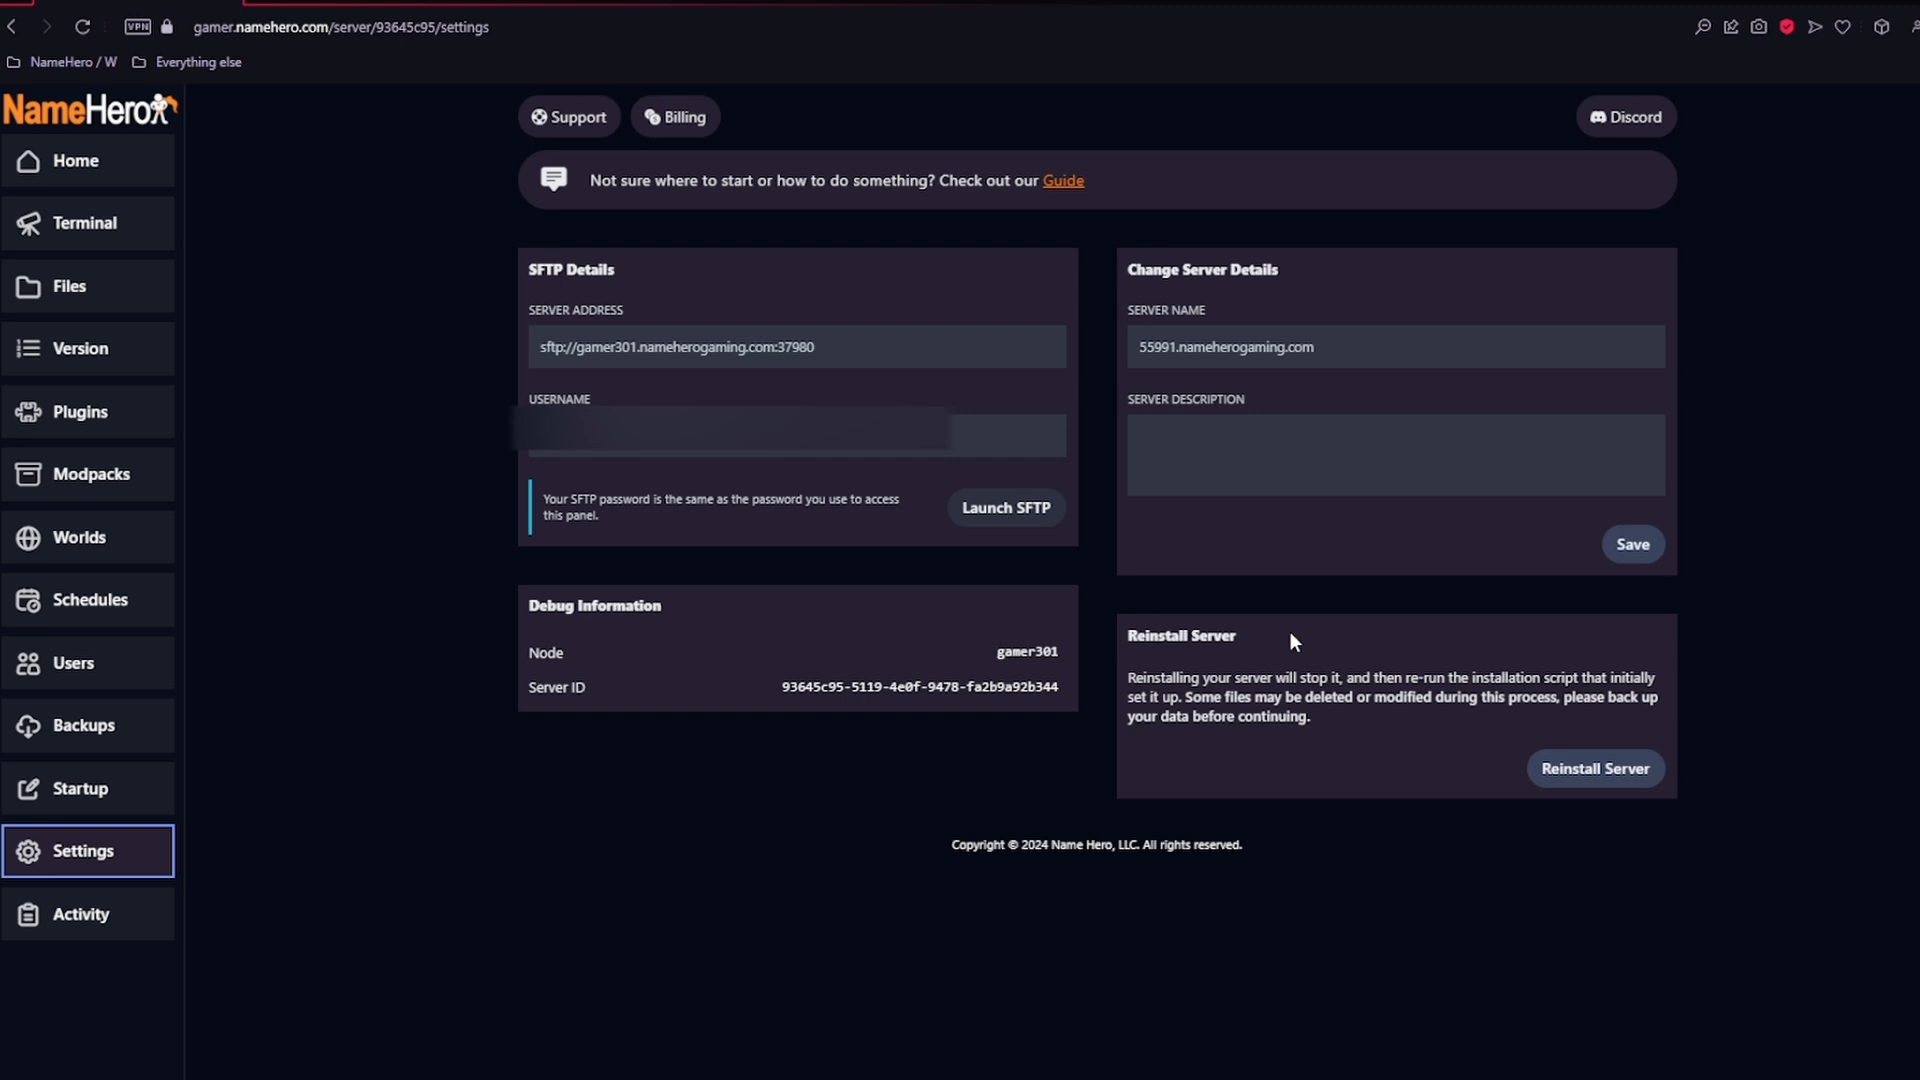 VPN
gamer.namehero.com/server/93645c95/settings
NameHero / W
Everything else
NameHero
Home
Terminal
Files
Version
Plugins
Modpacks
Worlds
Schedules
Users
Backups
Startup
Settings
Activity
Support
Billing
Discord
Not sure where to start or how to do something? Check out our Guide
SFTP Details
SERVER ADDRESS
sftp://gamer301.nameherogaming.com:37980
USERNAME
Your SFTP password is the same as the password you use to access
this panel.
Launch SFTP
Debug Information
Node
gamer301
Server ID
93645c95-5119-4e0f-9478-fa2b9a92b344
Change Server Details
SERVER NAME
55991.nameherogaming.com
SERVER DESCRIPTION
Save
Reinstall Server
Reinstalling your server will stop it, and then re-run the installation script that initially
set it up. Some files may be deleted or modified during this process, please back up
your data before continuing.
Reinstall Server
Copyright © 2024 Name Hero, LLC. All rights reserved.